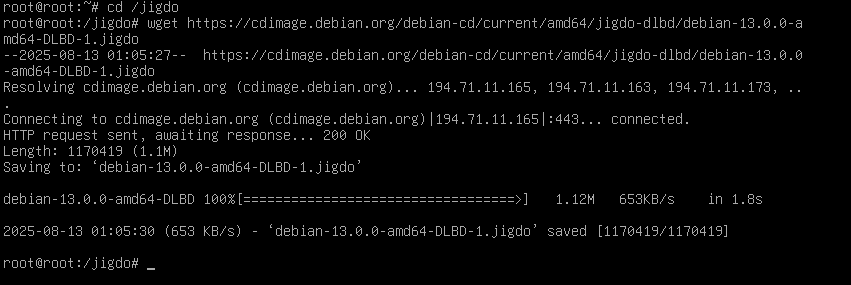 root@root:~# cd /jigdo
root@root:/jigdo# wget https://cdimage.debian.org/debian-cd/current/amd64/jigdo-dlbd/debian-13.0.0-a
md64-DLBD-1.jigdo
--2025-08-13 01:05:27--  https://cdimage.debian.org/debian-cd/current/amd64/jigdo-dlbd/debian-13.0.0
-amd64-DLBD-1.jigdo
Resolving cdimage.debian.org (cdimage.debian.org)... 194.71.11.165, 194.71.11.163, 194.71.11.173, ..
.
Connecting to cdimage.debian.org (cdimage.debian.org)|194.71.11.165|:443... connected.
HTTP request sent, awaiting response... 200 OK
Length: 1170419 (1.1M)
Saving to: ‘debian-13.0.0-amd64-DLBD-1.jigdo’
debian-13.0.0-amd64-DLBD 100%[==================================>]   1.12M   653KB/s    in 1.8s
2025-08-13 01:05:30 (653 KB/s) - ‘debian-13.0.0-amd64-DLBD-1.jigdo’ saved [1170419/1170419]
root@root:/jigdo# _